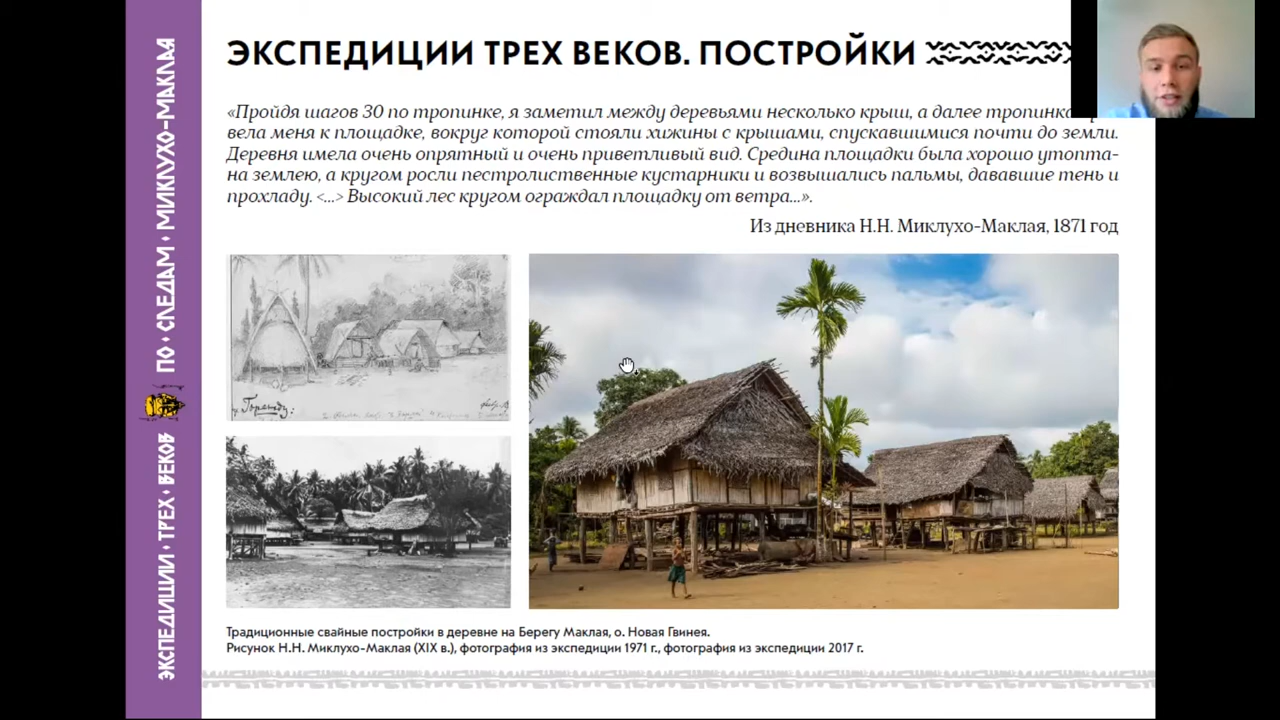 ЭКСПЕДИЦИИ ТРЕХ ВЕКОВ. ПОСТРОЙКИ
«Пройдя шагов 30 по тропинке, я заметил между деревьями несколько крыш, а далее тропинка
вела меня к площадке, вокруг которой стояли хижины с крышами, спускавшимися почти до земли.
Деревня имела очень опрятный и очень приветливый вид. Средина площадки была хорошо утопта-
на землею, а кругом росли пестролиственные кустарники и возвышались пальмы, дававшие тень и
прохладу. <...> Высокий лес кругом ограждал площадку от ветра...».
Из дневника Н.Н. Миклухо-Маклая, 1871 год
Горенду.
Традиционные свайные постройки в деревне на Берегу Маклая, о. Новая Гвинея.
Рисунок Н.Н. Миклухо-Маклая (XIX в.), фотография из экспедиции 1971 г., фотография из экспедиции 2017 г.
ЭКСПЕДИЦИИ • ТРЕХ • ВЕКОВ ПО • СЛЕДАМ • МИКЛУХО-МАКЛАЯ